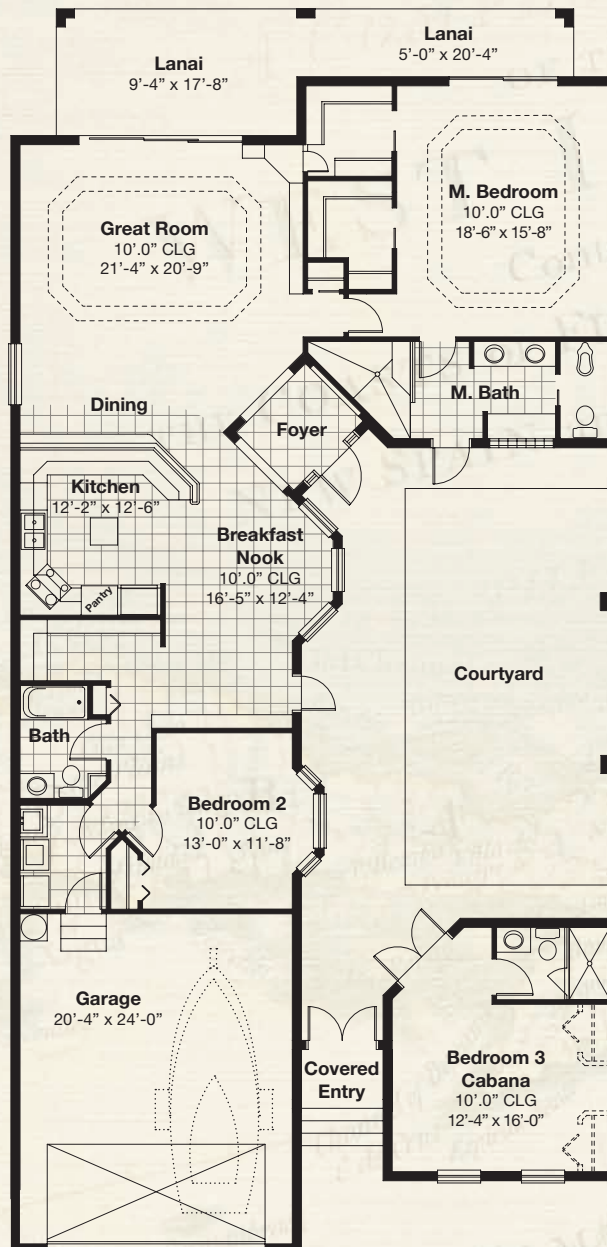 Lanai
9'-4" x 17'-8"
Lanai
5'-0" x 20'-4"
Great Room
10'.0" CLG
21'-4" x 20'-9"
M. Bedroom
10'.0" CLG
18'-6" x 15'-8"
Dining
Foyer
M. Bath
Kitchen
12'-2" x 12'-6"
Pantry
Breakfast
Nook
10'.0" CLG
16'-5" x 12'-4"
Courtyard
Bath
Bedroom 2
10'.0" CLG
13'-0" x 11'-8"
Garage
20'-4" x 24'-0"
Covered
Entry
Bedroom 3
Cabana
10'.0" CLG
12'-4" x 16'-0"